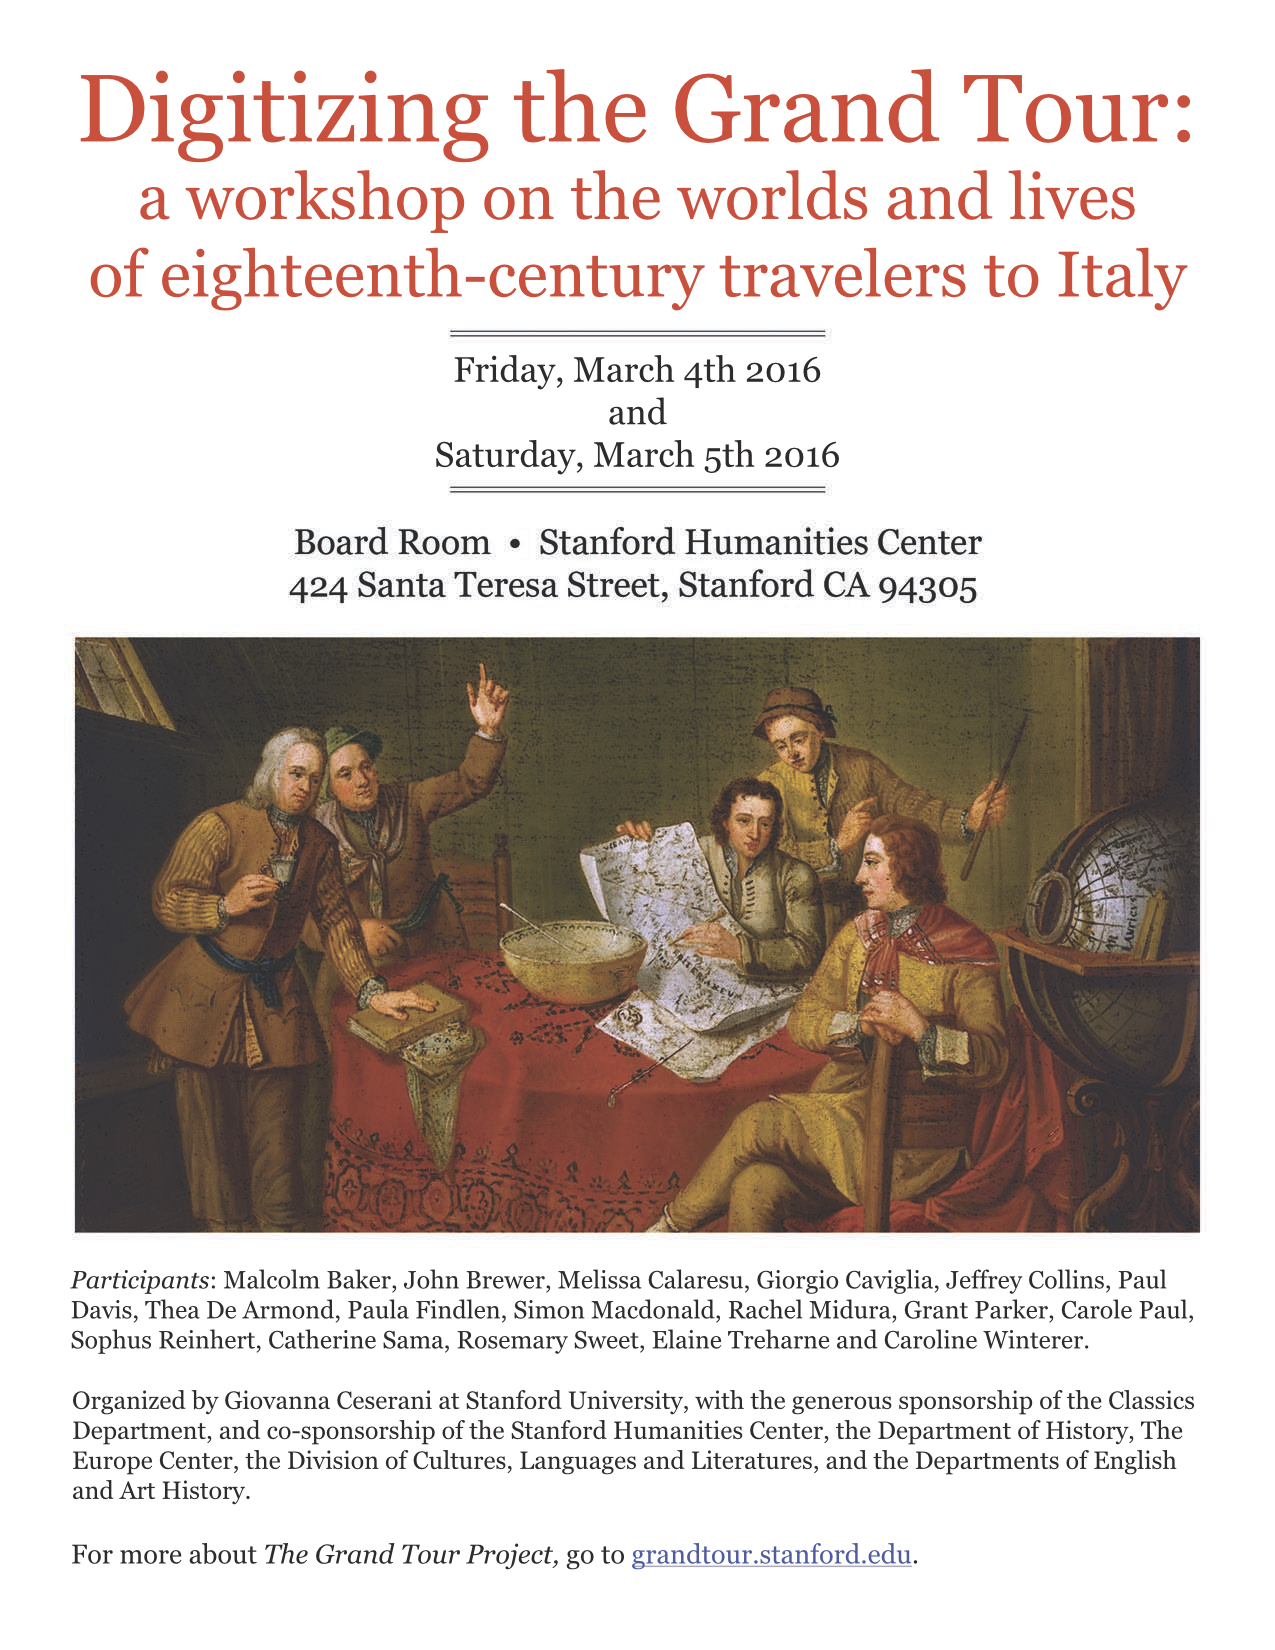 Digitizing the Grand Tour:
a workshop on the worlds and lives
of eighteenth-century travelers to Italy
Friday, March 4th 2016
and
Saturday, March 5th 2016
Board Room • Stanford Humanities Center
424 Santa Teresa Street, Stanford CA 94305
Participants: Malcolm Baker, John Brewer, Melissa Calaresu, Giorgio Caviglia, Jeffrey Collins, Paul
Davis, Thea De Armond, Paula Findlen, Simon Macdonald, Rachel Midura, Grant Parker, Carole Paul,
Sophus Reinhert, Catherine Sama, Rosemary Sweet, Elaine Treharne and Caroline Winterer.
Organized by Giovanna Ceserani at Stanford University, with the generous sponsorship of the Classics
Department, and co-sponsorship of the Stanford Humanities Center, the Department of History, The
Europe Center, the Division of Cultures, Languages and Literatures, and the Departments of English
and Art History.
For more about The Grand Tour Project, go to grandtour.stanford.edu.